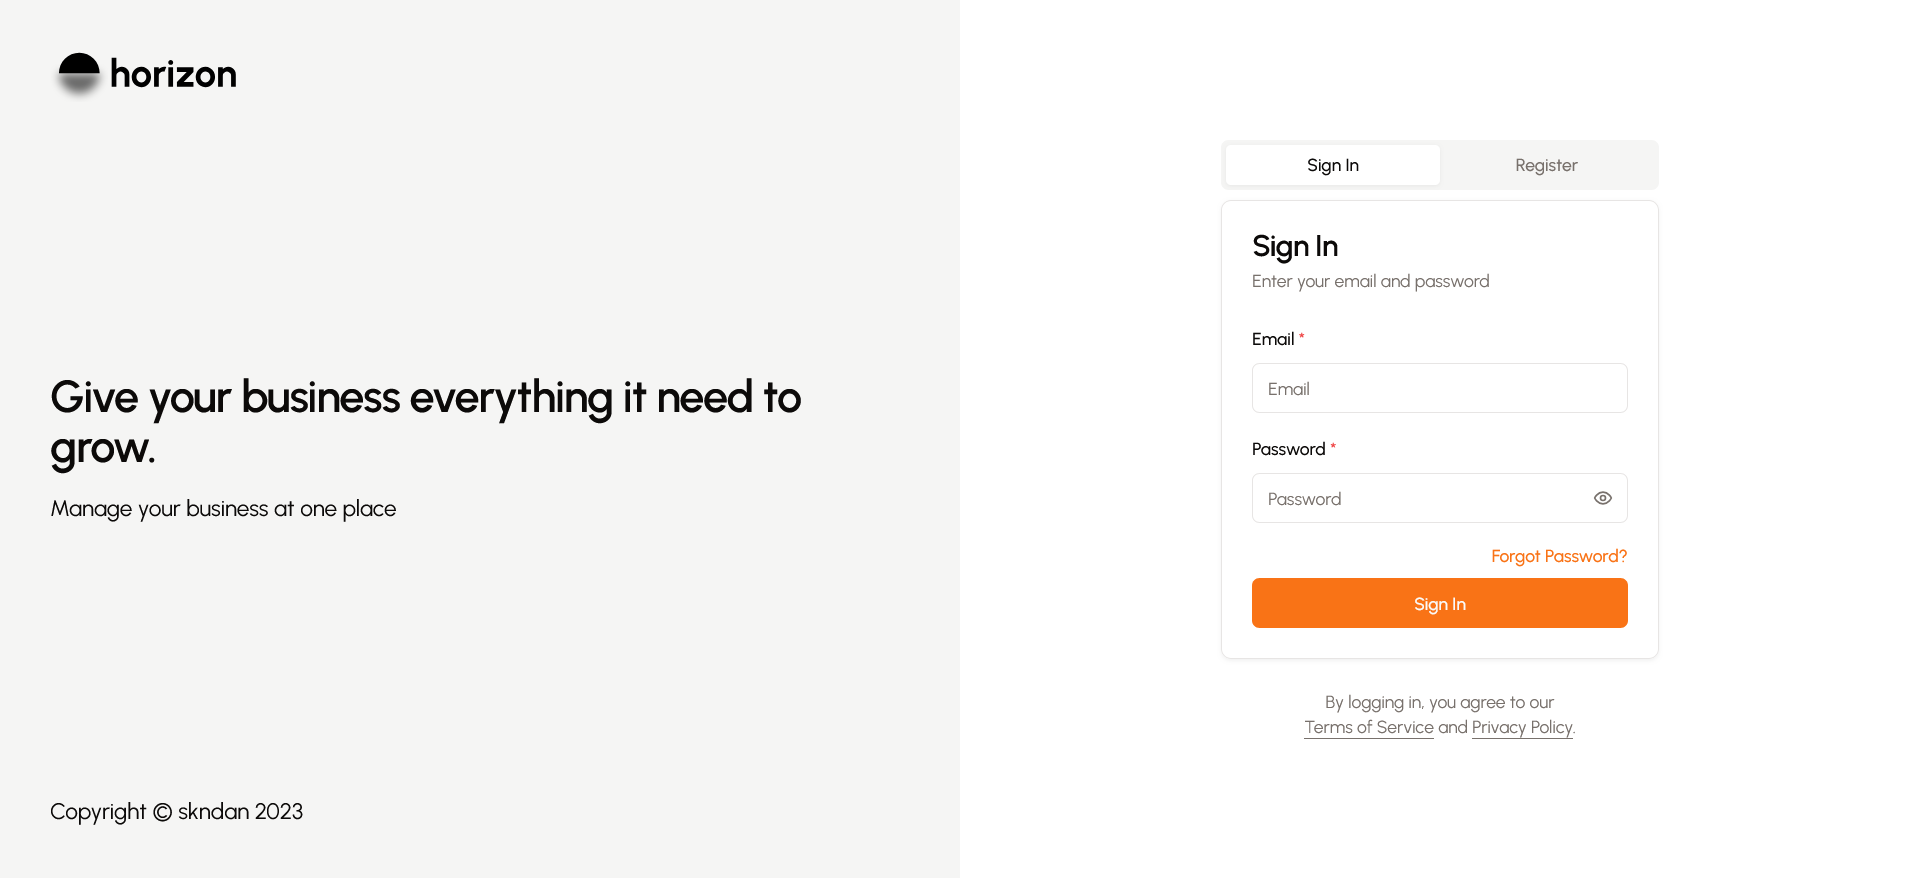 horizon
Give your business everything it need to
grow.
Manage your business at one place
Copyright © skndan 2023
Sign In
Register
Sign In
Enter your email and password
Email *
Email
Password *
Password
Forgot Password?
Sign In
By logging in, you agree to our
Terms of Service and Privacy Policy.